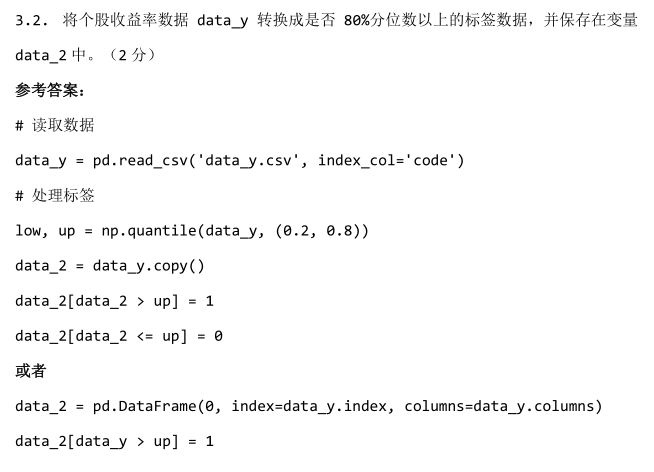 3.2. 将个股收益率数据 data_y 转换成是否 80%分位数以上的标签数据，并保存在变量
data_2 中。（2 分）
参考答案：
# 读取数据
data_y = pd.read_csv('data_y.csv', index_col='code')
# 处理标签
low, up = np.quantile(data_y, (0.2, 0.8))
data_2 = data_y.copy()
data_2[data_2 > up] = 1
data_2[data_2 <= up] = 0
或者
data_2 = pd.DataFrame(0, index=data_y.index, columns=data_y.columns)
data_2[data_y > up] = 1